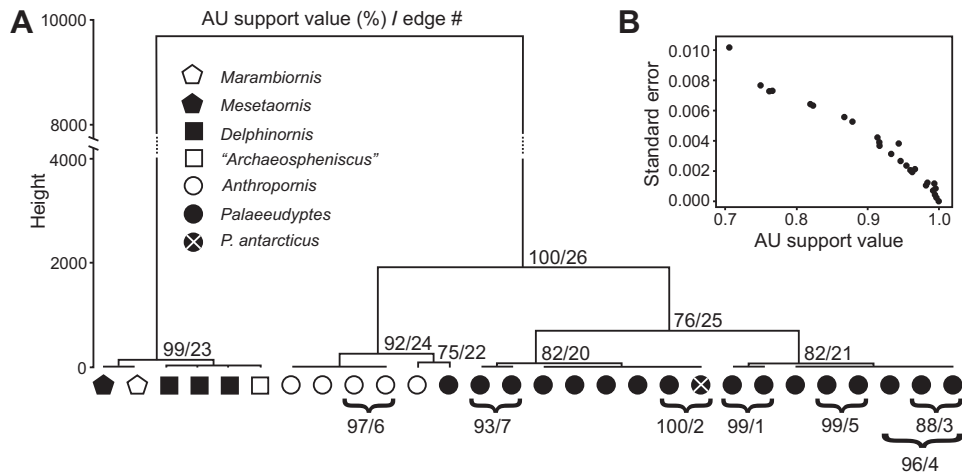 A
AU support value (%) / edge #
B
10000
8000
4000
2000
0
Height
Marambiornis
Mesetaornis
Delphinornis
“Archaeospheniscus”
Anthropornis
Palaeeudyptes
P. antarcticus
0.010
0.008
0.006
0.004
0.002
0.000
Standard error
0.7 0.8 0.9 1.0
AU support value
100/26
76/25
99/23
92/24
75/22
82/20
82/21
97/6
93/7
100/2
99/1
99/5
88/3
96/4